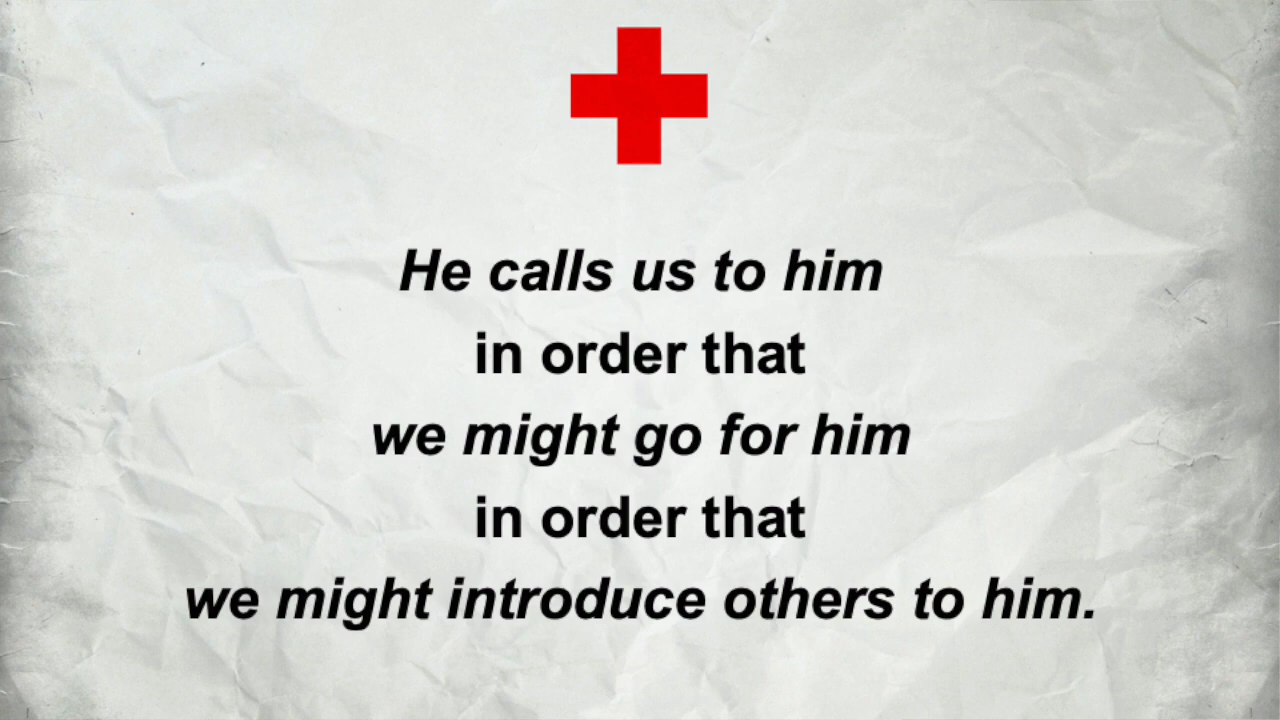 He calls us to him
in order that
we might go for him
in order that
we might introduce others to him.